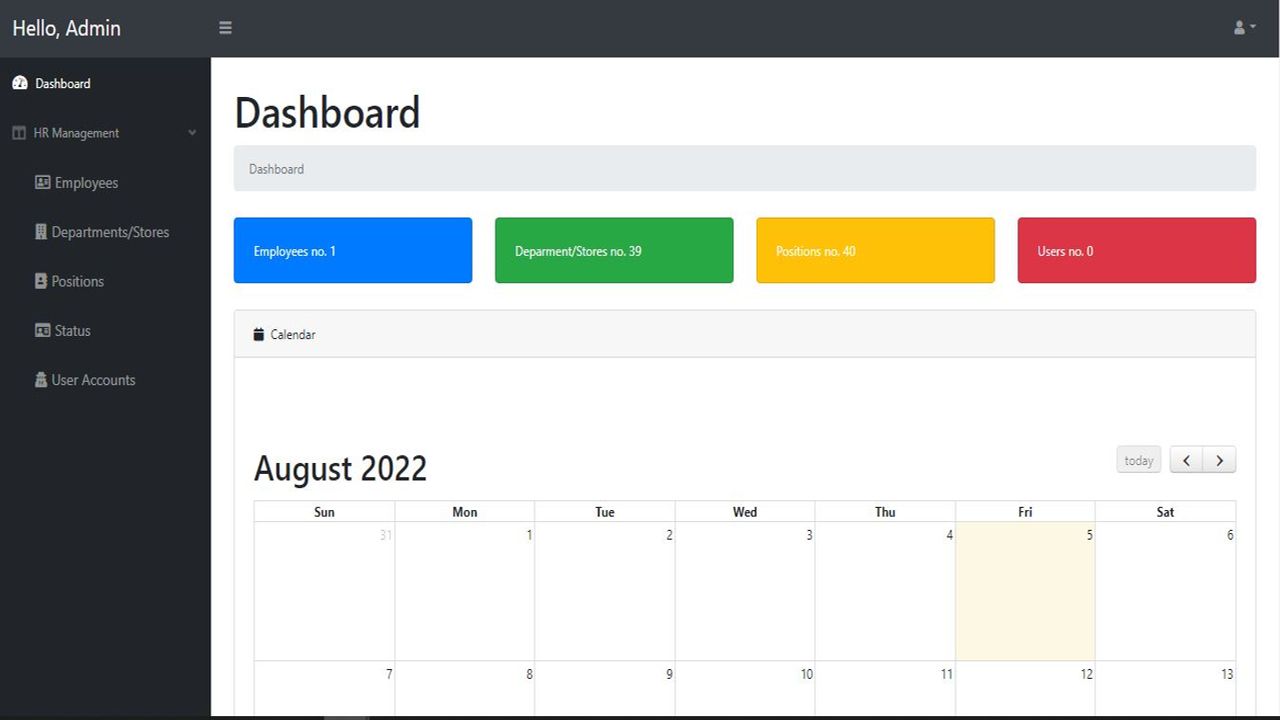 Hello, Admin
Dashboard
HR Management
Employees
Departments/Stores
Positions
Status
User Accounts
Dashboard
Dashboard
Employees no. 1
Deparment/Stores no. 39
Positions no. 40
Users no. 0
Calendar
August 2022
today
Sun Mon Tue Wed Thu Fri Sat
31 1 2 3 4 5 6
7 8 9 10 11 12 13